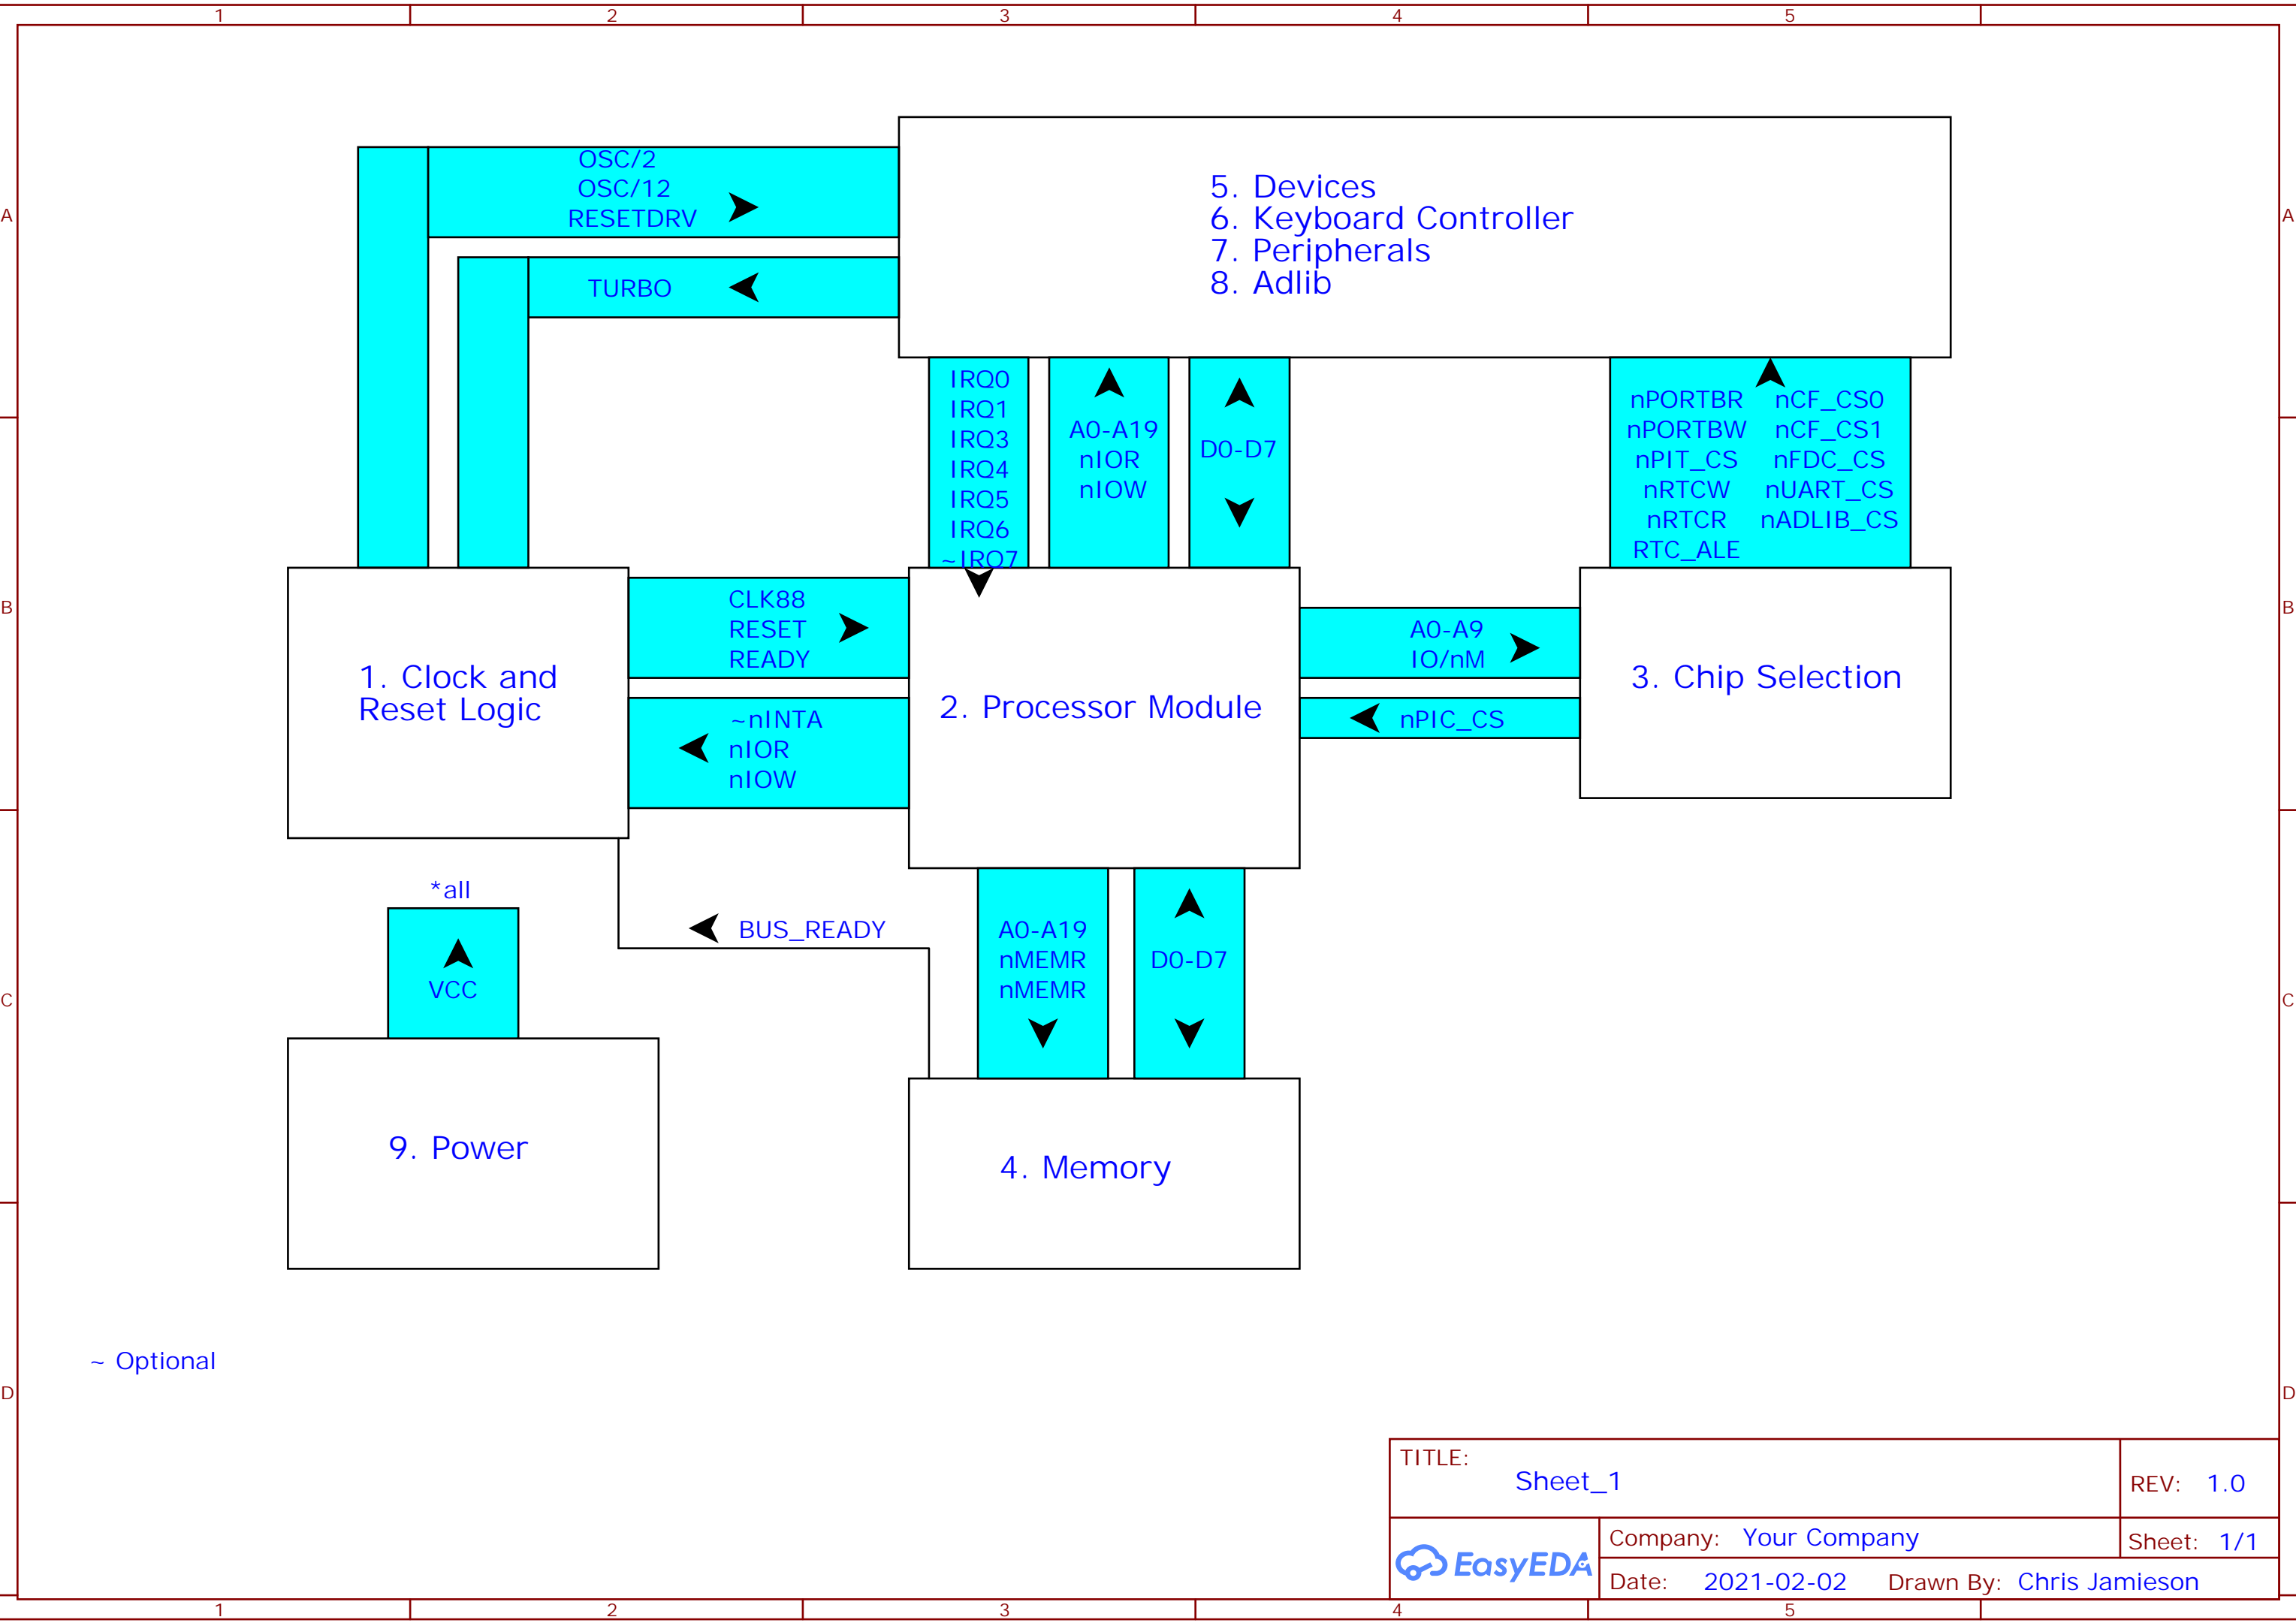 1 2 3 4 5
A A
B B
C C
D D
OSC/2
OSC/12
RESETDRV
TURBO
5. Devices
6. Keyboard Controller
7. Peripherals
8. Adlib
IRQ0
IRQ1
IRQ3
IRQ4
IRQ5
IRQ6
~IRQ7
A0-A19
nIOR
nIOW
D0-D7
nPORTBR nCF_CS0
nPORTBW nCF_CS1
nPIT_CS nFDC_CS
nRTCW nUART_CS
nRTCR nADLIB_CS
RTC_ALE
1. Clock and
Reset Logic
CLK88
RESET
READY
~nINTA
nIOR
nIOW
2. Processor Module
A0-A9
IO/nM
nPIC_CS
3. Chip Selection
*all
VCC
BUS_READY
A0-A19
nMEMR
nMEMR
D0-D7
9. Power
4. Memory
~ Optional
TITLE:
Sheet_1
REV: 1.0
EasyEDA
Company: Your Company
Sheet: 1/1
Date: 2021-02-02 Drawn By: Chris Jamieson
1 2 3 4 5